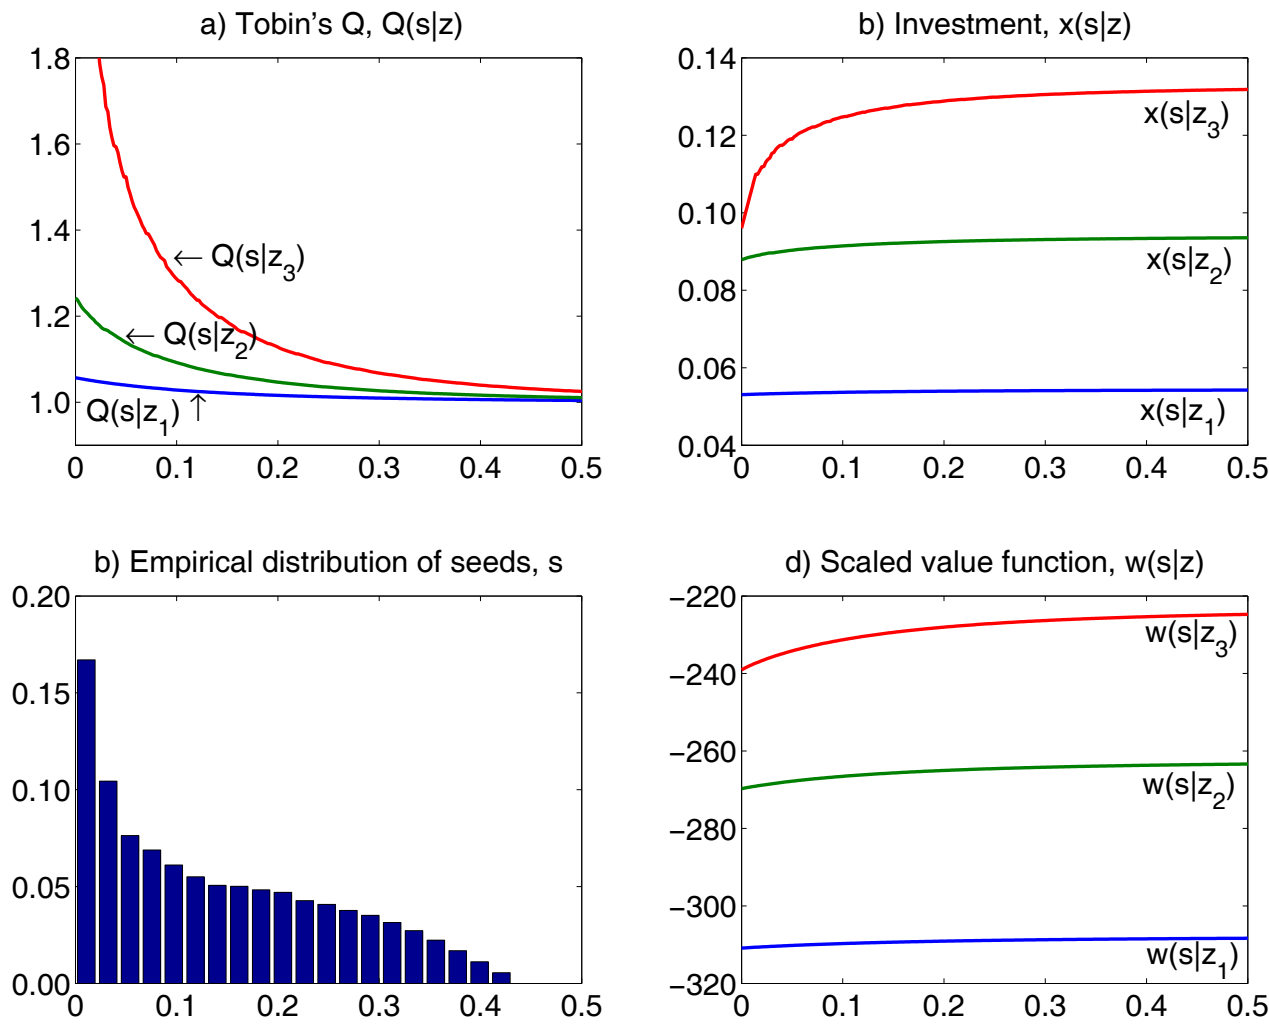 a) Tobin's Q, Q(s|z)
1.8
1.6
1.4
1.2
1.0
← Q(s|z3)
← Q(s|z2)
Q(s|z1) ↑
0 0.1 0.2 0.3 0.4 0.5
b) Investment, x(s|z)
0.14
0.12
0.10
0.08
0.06
0.04
x(s|z3)
x(s|z2)
x(s|z1)
0 0.1 0.2 0.3 0.4 0.5
b) Empirical distribution of seeds, s
0.20
0.15
0.10
0.05
0.00
0 0.1 0.2 0.3 0.4 0.5
d) Scaled value function, w(s|z)
−220
−240
−260
−280
−300
−320
w(s|z3)
w(s|z2)
w(s|z1)
0 0.1 0.2 0.3 0.4 0.5